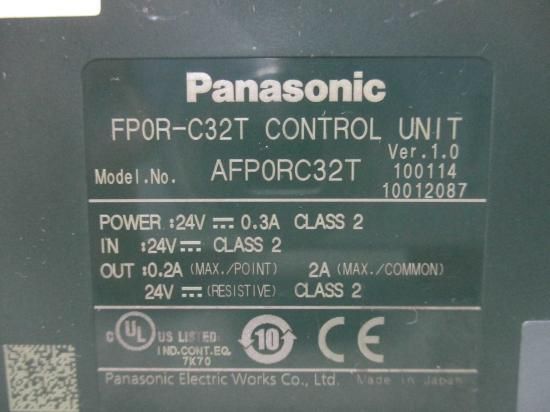 Panasonic
FP0R-C32T CONTROL UNIT
Ver.1.0
Model.No. AFP0RC32T 100114
10012087
POWER :24V ⎓ 0.3A CLASS 2
IN :24V ⎓ CLASS 2
OUT :0.2A (MAX./POINT) 2A (MAX./COMMON)
24V ⎓ (RESISTIVE) CLASS 2
c UL US LISTED 10 CE
IND.CONT.EQ.
7K70
Panasonic Electric Works Co., Ltd. Made in Japan